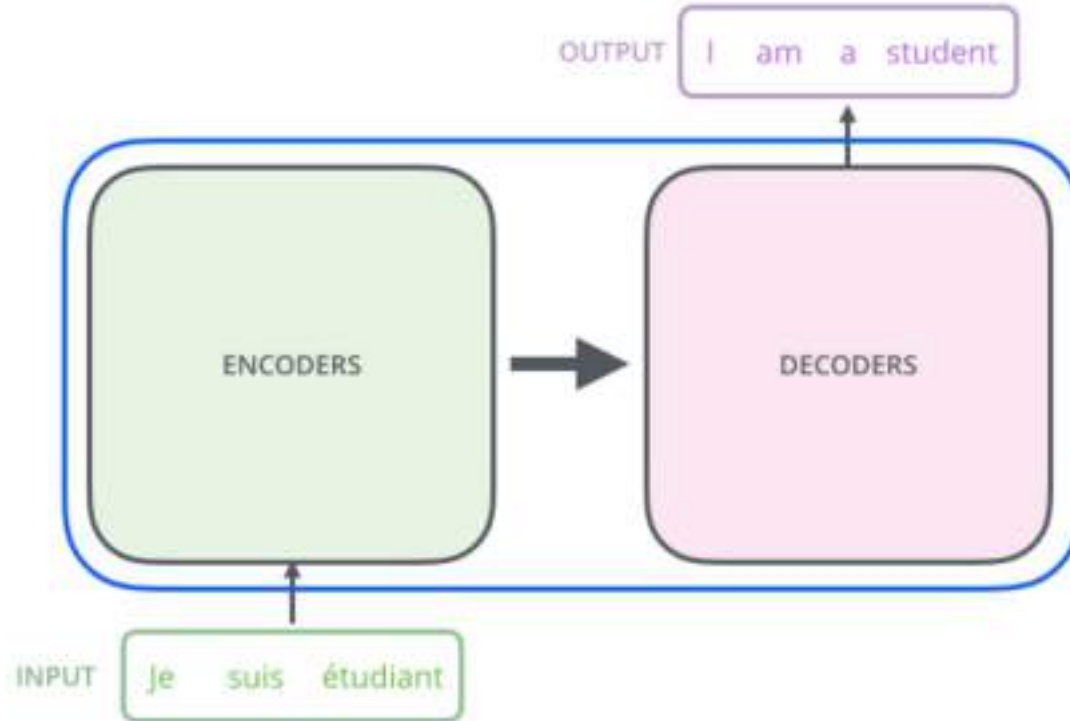 OUTPUT I am a student
ENCODERS DECODERS
INPUT Je suis étudiant